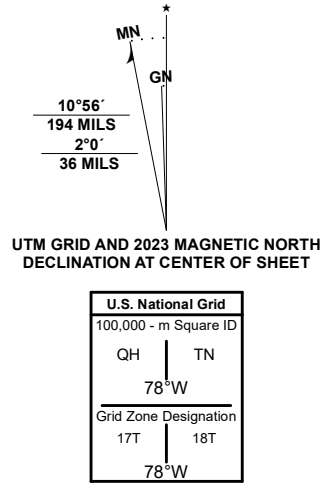 ★
MN
GN
10°56´
194 MILS
2°0´
36 MILS
UTM GRID AND 2023 MAGNETIC NORTH
DECLINATION AT CENTER OF SHEET
U.S. National Grid
100,000 - m Square ID
QH TN
78°W
Grid Zone Designation
17T 18T
78°W